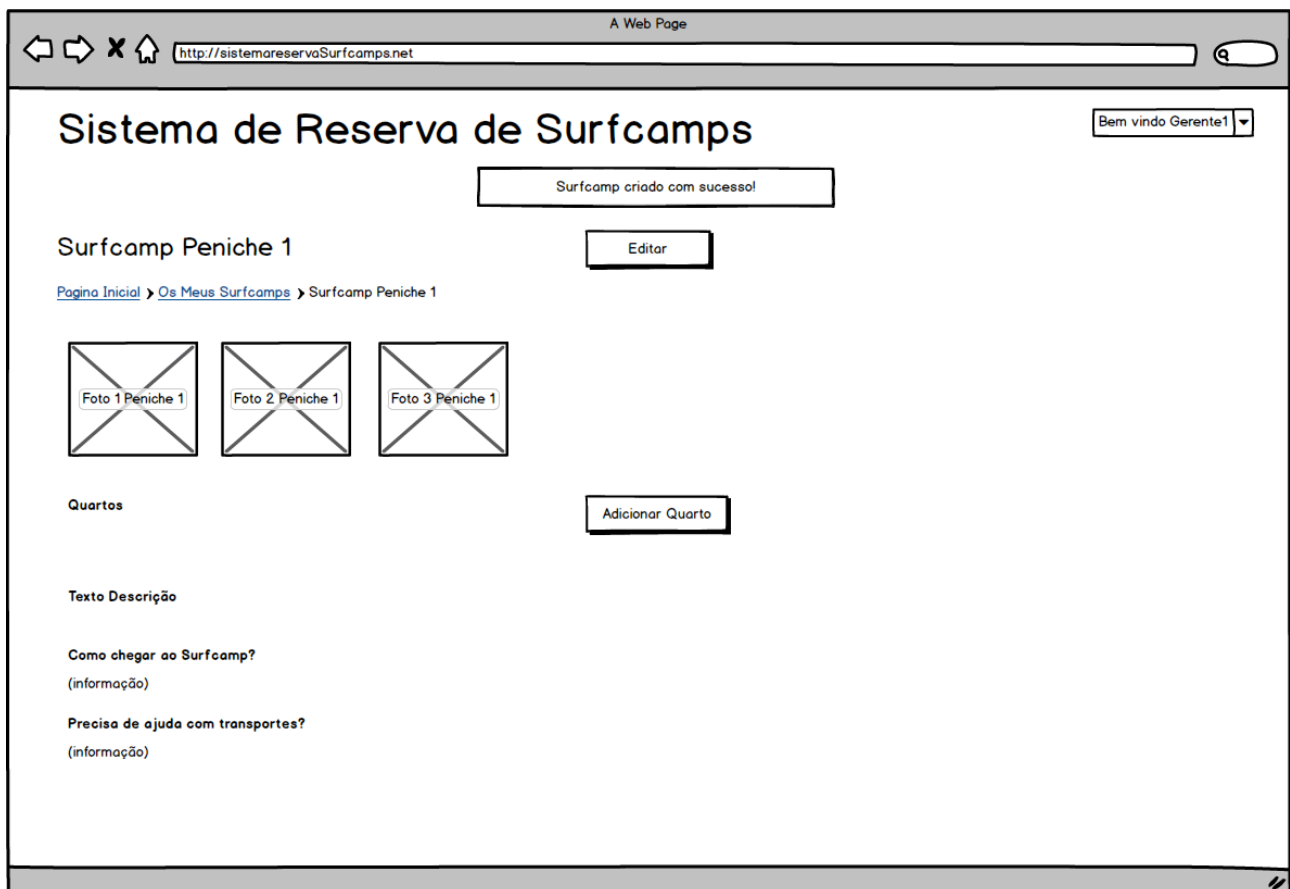 A Web Page
http://sistemareservaSurfcamps.net
Sistema de Reserva de Surfcamps
Bem vindo Gerente1
Surfcamp criado com sucesso!
Surfcamp Peniche 1
Editar
Pagina Inicial > Os Meus Surfcamps > Surfcamp Peniche 1
Foto 1 Peniche 1
Foto 2 Peniche 1
Foto 3 Peniche 1
Quartos
Adicionar Quarto
Texto Descrição
Como chegar ao Surfcamp?
(informação)
Precisa de ajuda com transportes?
(informação)